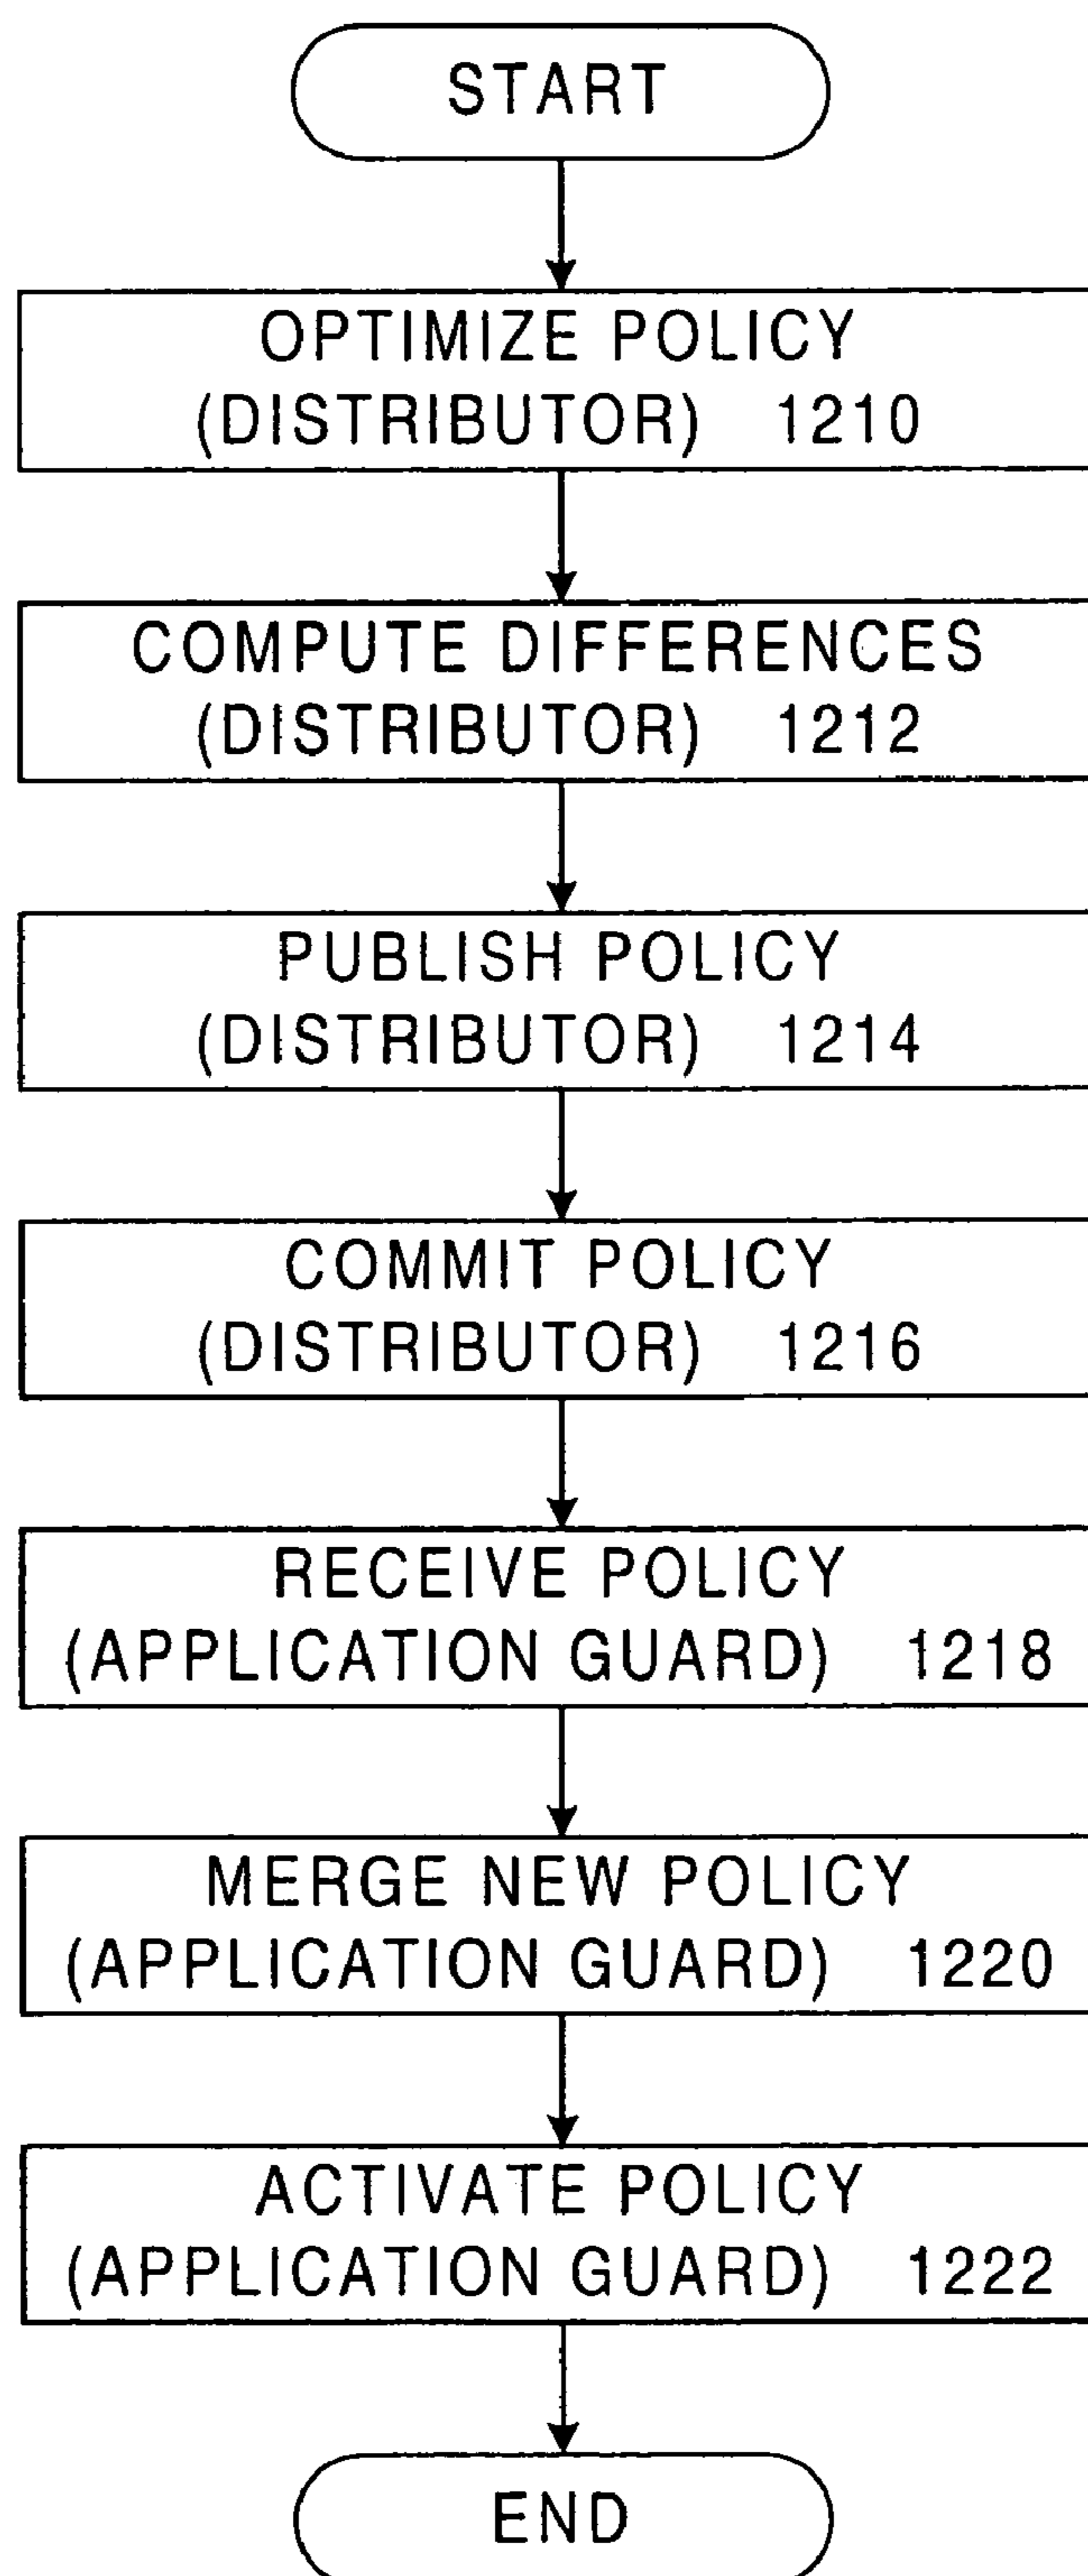 START
OPTIMIZE POLICY
(DISTRIBUTOR) 1210
COMPUTE DIFFERENCES
(DISTRIBUTOR) 1212
PUBLISH POLICY
(DISTRIBUTOR) 1214
COMMIT POLICY
(DISTRIBUTOR) 1216
RECEIVE POLICY
(APPLICATION GUARD) 1218
MERGE NEW POLICY
(APPLICATION GUARD) 1220
ACTIVATE POLICY
(APPLICATION GUARD) 1222
END